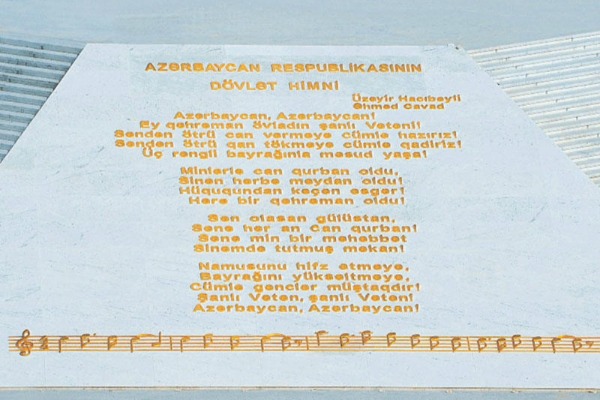 AZƏRBAYCAN RESPUBLİKASININ
DÖVLƏT HİMNİ
Üzeyir Hacıbəyli
Əhməd Cavad
Azərbaycan, Azərbaycan!
Ey qəhrəman övladın şanlı Vətəni!
Səndən ötrü can verməyə cümlə hazırız!
Səndən ötrü qan tökməyə cümlə qadiriz!
Üç rəngli bayrağınla məsud yaşa!
Minlərlə can qurban oldu,
Sinən hərbə meydan oldu!
Hüququndan keçən əsgər!
Hərə bir qəhrəman oldu!
Sən olasan gülüstan,
Sənə hər an can qurban!
Sənə min bir məhəbbət
Sinəmdə tutmuş məkan!
Namusunu hifz etməyə,
Bayrağını yüksəltməyə,
Cümlə gənclər müştaqdır!
Şanlı Vətən, şanlı Vətən!
Azərbaycan, Azərbaycan!